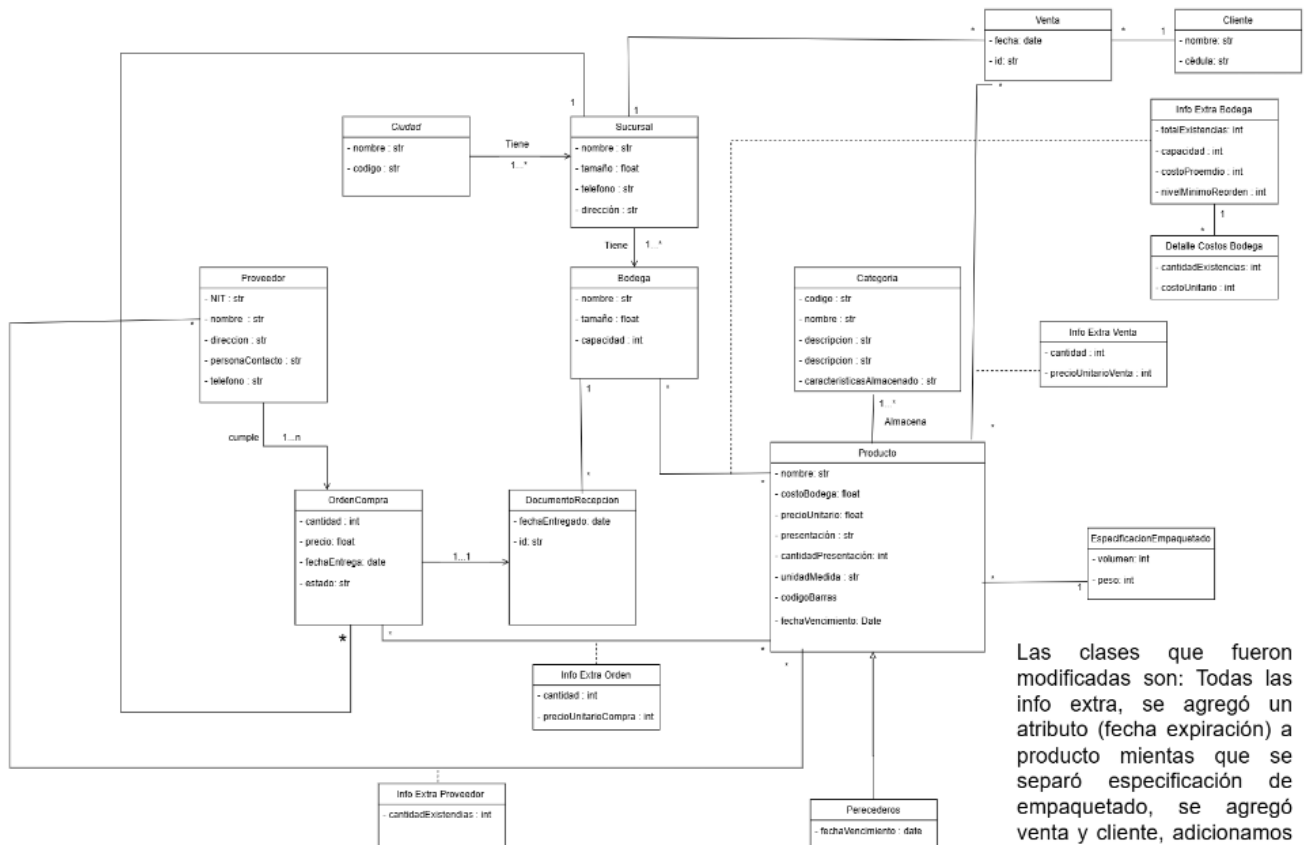 Venta
- fecha: date
- id: str
Cliente
- nombre: str
- cédula: str
*
*
1
*
1
1
Ciudad
- nombre : str
- codigo : str
Tiene
1...*
Sucursal
- nombre : str
- tamaño : float
- telefono : str
- dirección : str
Info Extra Bodega
- totalExistencias: int
- capacidad : int
- costoProemdio : int
- nivelMinimoReorden : int
1
*
Detalle Costos Bodega
- cantidadExistencias: int
- costoUnitario : int
Tiene
1...*
Proveedor
- NIT : str
- nombre : str
- direccion : str
- personaContacto : str
- telefono : str
*
Bodega
- nombre : str
- tamaño : float
- capacidad : int
1
*
Categoria
- codigo : str
- nombre : str
- descripcion : str
- descripcion : str
- caracteristicasAlmacenado : str
Info Extra Venta
- cantidad : int
- precioUnitarioVenta : int
1...*
Almacena
*
cumple
1...n
*
OrdenCompra
- cantidad : int
- precio: float
- fechaEntrega: date
- estado: str
1...1
DocumentoRecepcion
- fechaEntregado: date
- id: str
*
Producto
- nombre: str
- costoBodega: float
- precioUnitario: float
- presentación : str
- cantidadPresentación: int
- unidadMedida : str
- codigoBarras
- fechaVencimiento: Date
*
1
EspecificacionEmpaquetado
- volumen: int
- peso: int
*
*
*
*
Info Extra Orden
- cantidad : int
- precioUnitarioCompra : int
Info Extra Proveedor
- cantidadExistencias : int
Perecederos
- fechaVencimiento : date
Las clases que fueron
modificadas son: Todas las
info extra, se agregó un
atributo (fecha expiración) a
producto mientas que se
separó especificación de
empaquetado, se agregó
venta y cliente, adicionamos